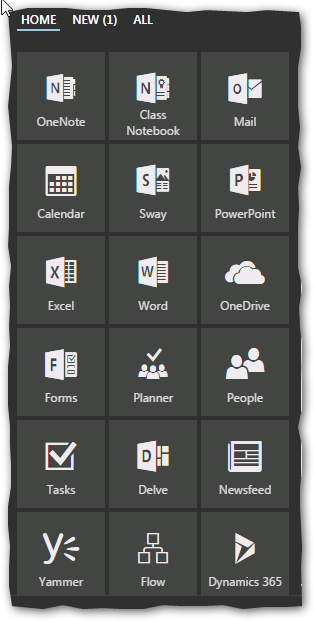 HOME NEW (1) ALL
N N O
OneNote Class Notebook Mail
S P
Calendar Sway PowerPoint
X W
Excel Word OneDrive
F
Forms Planner People
D
Tasks Delve Newsfeed
Yammer Flow Dynamics 365